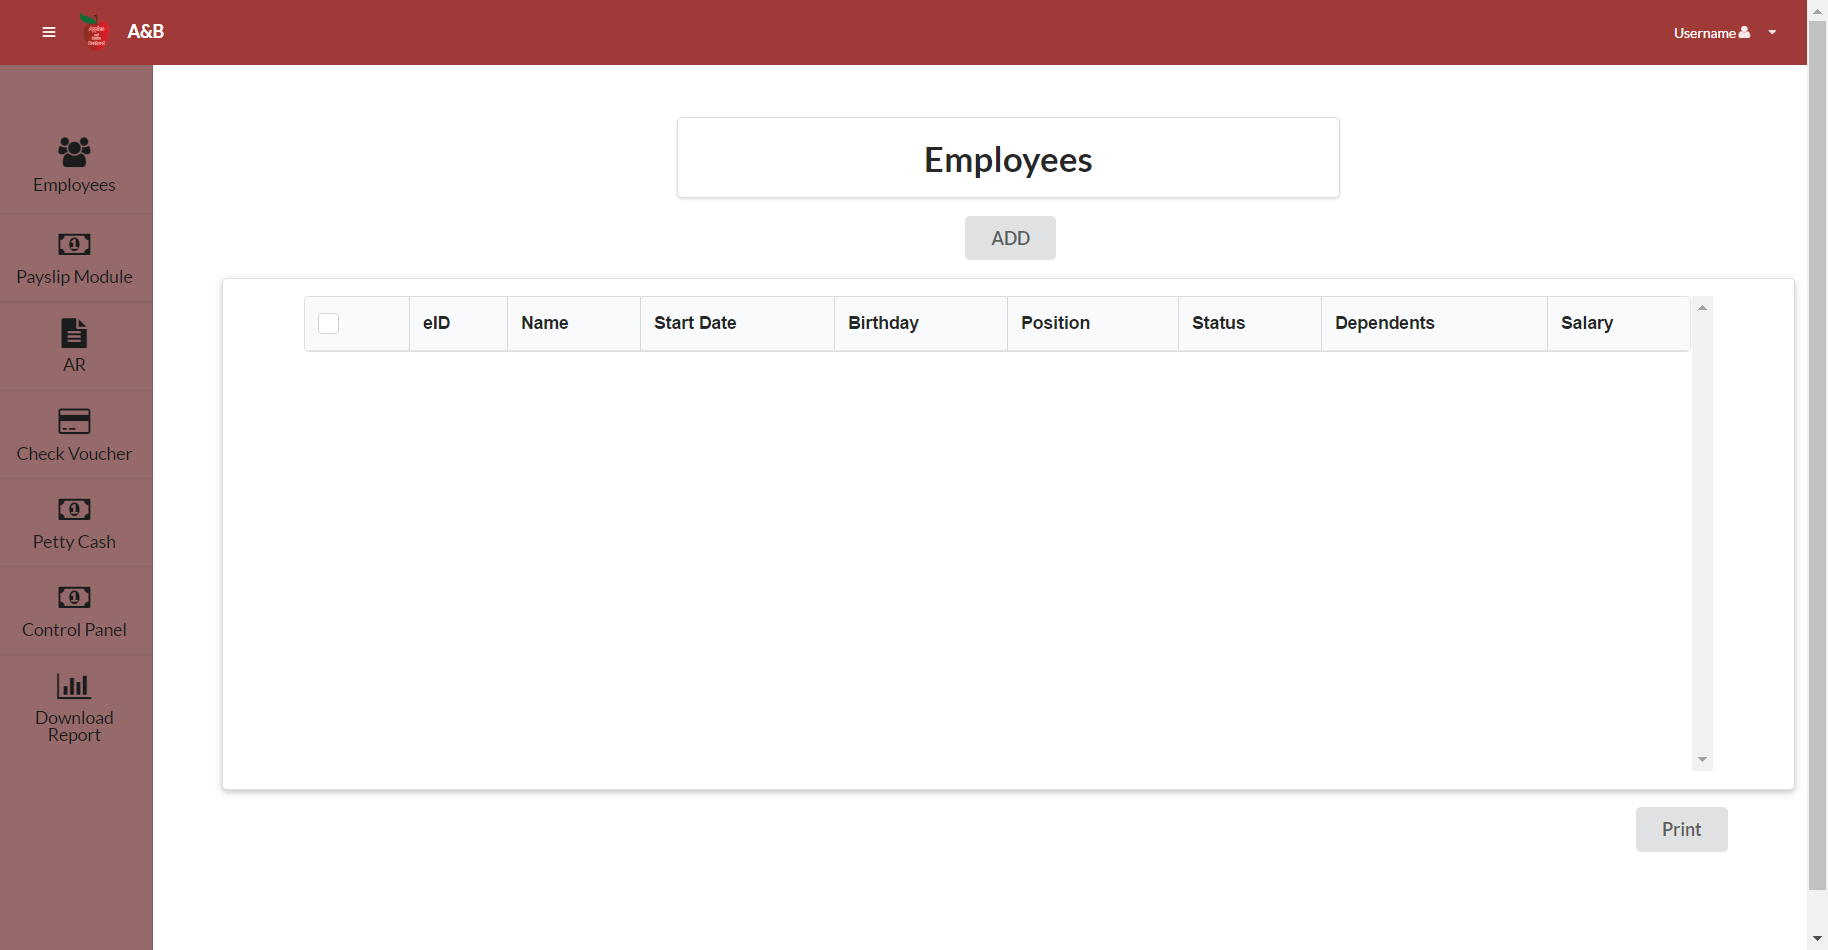 A&B
Username
Employees
Payslip Module
AR
Check Voucher
Petty Cash
Control Panel
Download
Report
Employees
ADD
eID Name Start Date Birthday Position Status Dependents Salary
Print